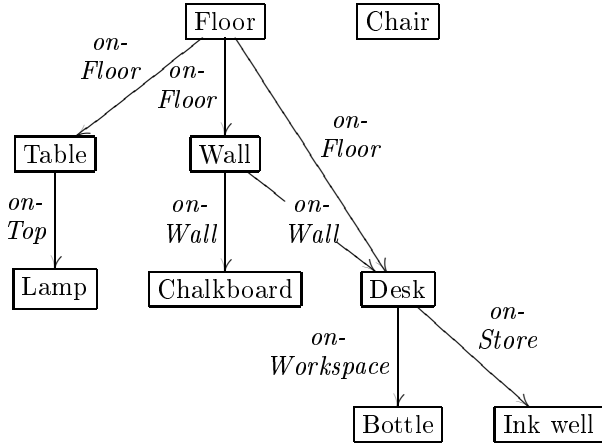 Floor
Chair
on-
Floor
on-
Floor
on-
Floor
Table
Wall
on-
Top
on-
Wall
on-
Wall
Lamp
Chalkboard
Desk
on-
Workspace
on-
Store
Bottle
Ink well